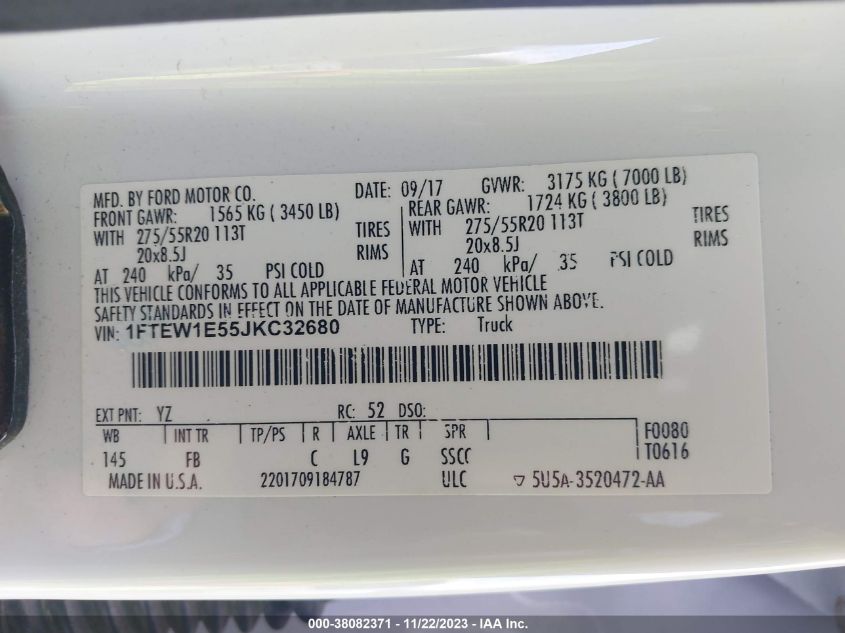 MFD. BY FORD MOTOR CO. DATE: 09/17 GVWR: 3175 KG ( 7000 LB)
FRONT GAWR: 1565 KG ( 3450 LB) REAR GAWR: 1724 KG ( 3800 LB)
WITH 275/55R20 113T TIRES WITH 275/55R20 113T TIRES
20x8.5J RIMS 20x8.5J RIMS
AT 240 kPa/ 35 PSI COLD AT 240 kPa/ 35 PSI COLD
THIS VEHICLE CONFORMS TO ALL APPLICABLE FEDERAL MOTOR VEHICLE
SAFETY STANDARDS IN EFFECT ON THE DATE OF MANUFACTURE SHOWN ABOVE.
VIN: 1FTEW1E55JKC32680 TYPE: Truck
EXT PNT: YZ RC: 52 DSO:
WB INT TR TP/PS R AXLE TR SPR F0080
145 FB C L9 G SSCC T0616
MADE IN U.S.A. 2201709184787 ULC ▽ 5U5A-3520472-AA
000-38082371 - 11/22/2023 - IAA Inc.